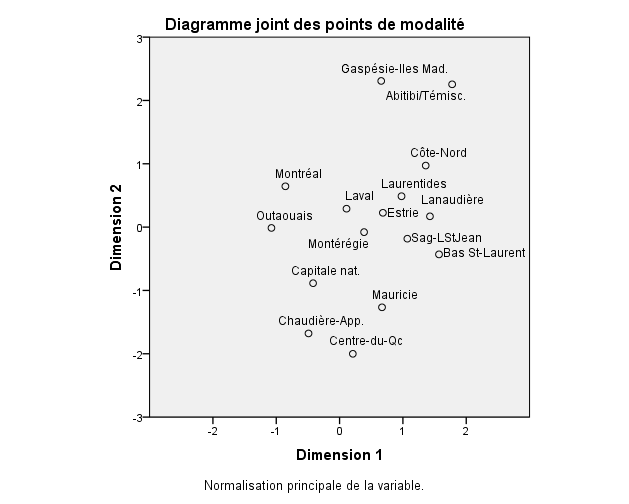 Diagramme joint des points de modalité
3
Gaspésie-Iles Mad.
2
Abitibi/Témisc.
Côte-Nord
1
Montréal
Laurentides
Laval
Lanaudière
Outaouais
Estrie
Dimension 2
0
Montérégie
Sag-LStJean
Bas St-Laurent
Capitale nat.
-1
Mauricie
Chaudière-App.
Centre-du-Qc
-2
-3
-2 -1 0 1 2
Dimension 1
Normalisation principale de la variable.